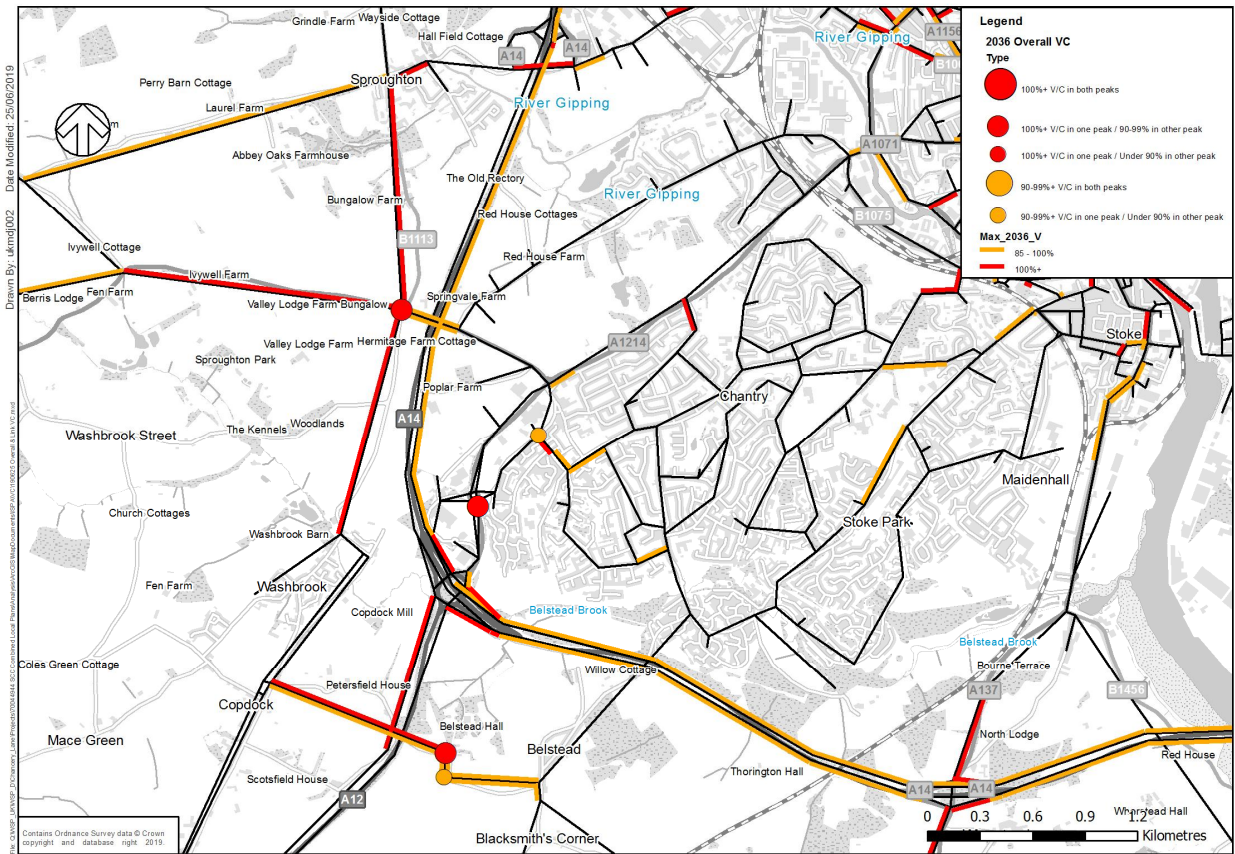 Grindle Farm
Wayside Cottage
Hall Field Cottage
A14
A14
River Gipping
A1156
Sproughton
Perry Barn Cottage
Laurel Farm
River Gipping
Abbey Oaks Farmhouse
A1071
The Old Rectory
Bungalow Farm
River Gipping
Red House Cottages
B1075
B1113
Ivywell Cottage
Red House Farm
Ivywell Farm
Berris Lodge
Fen Farm
Valley Lodge Farm Bungalow
Springvale Farm
Valley Lodge Farm
Hermitage Farm Cottage
A1214
Stoke
Sproughton Park
Poplar Farm
Chantry
A14
Woodlands
The Kennels
Washbrook Street
Maidenhall
Church Cottages
Stoke Park
Washbrook Barn
Fen Farm
Washbrook
Copdock Mill
Belstead Brook
Belstead Brook
Coles Green Cottage
Willow Cottage
Bourne Terrace
Petersfield House
A137
B1456
Copdock
Mace Green
Belstead Hall
Belstead
North Lodge
Red House
Scotsfield House
Thorington Hall
A14
A14
A12
Blacksmith's Corner
Legend
2036 Overall VC
Type
100%+ V/C in both peaks
100%+ V/C in one peak / 90-99% in other peak
100%+ V/C in one peak / Under 90% in other peak
90-99%+ V/C in both peaks
90-99%+ V/C in one peak / Under 90% in other peak
Max_2036_V
85 - 100%
100%+
0 0.3 0.6 0.9 1.2
Kilometres
Contains Ordnance Survey data © Crown
copyright and database right 2019.
Drawn By: ukmdj002 Date Modified: 25/06/2019